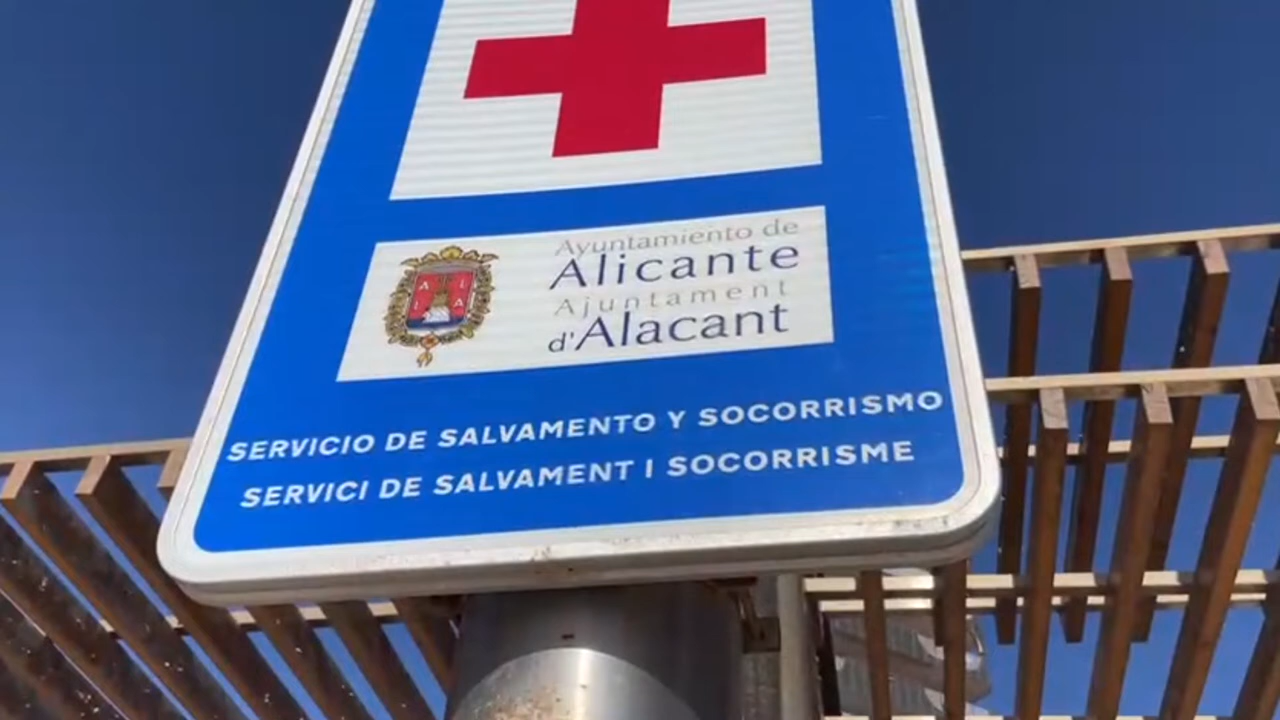 Ayuntamiento de
Alicante
Ajuntament
d'Alacant
A L
L A
SERVICIO DE SALVAMENTO Y SOCORRISMO
SERVICI DE SALVAMENT I SOCORRISME